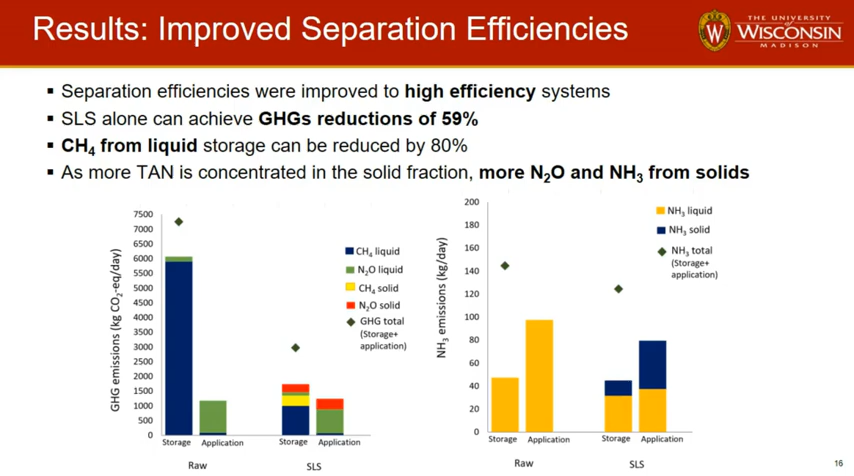 Results: Improved Separation Efficiencies
THE UNIVERSITY
of
WISCONSIN
MADISON
W
▪ Separation efficiencies were improved to high efficiency systems
▪ SLS alone can achieve GHGs reductions of 59%
▪ CH₄ from liquid storage can be reduced by 80%
▪ As more TAN is concentrated in the solid fraction, more N₂O and NH₃ from solids
GHG emissions (kg CO₂-eq/day)
7500
7000
6500
6000
5500
5000
4500
4000
3500
3000
2500
2000
1500
1000
500
0
CH₄ liquid
N₂O liquid
CH₄ solid
N₂O solid
GHG total
(Storage+
application)
Storage Application Storage Application
Raw SLS
NH₃ emissions (kg/day)
200
180
160
140
120
100
80
60
40
20
0
NH₃ liquid
NH₃ solid
NH₃ total
(Storage+
application)
Storage Application Storage Application
Raw SLS
16